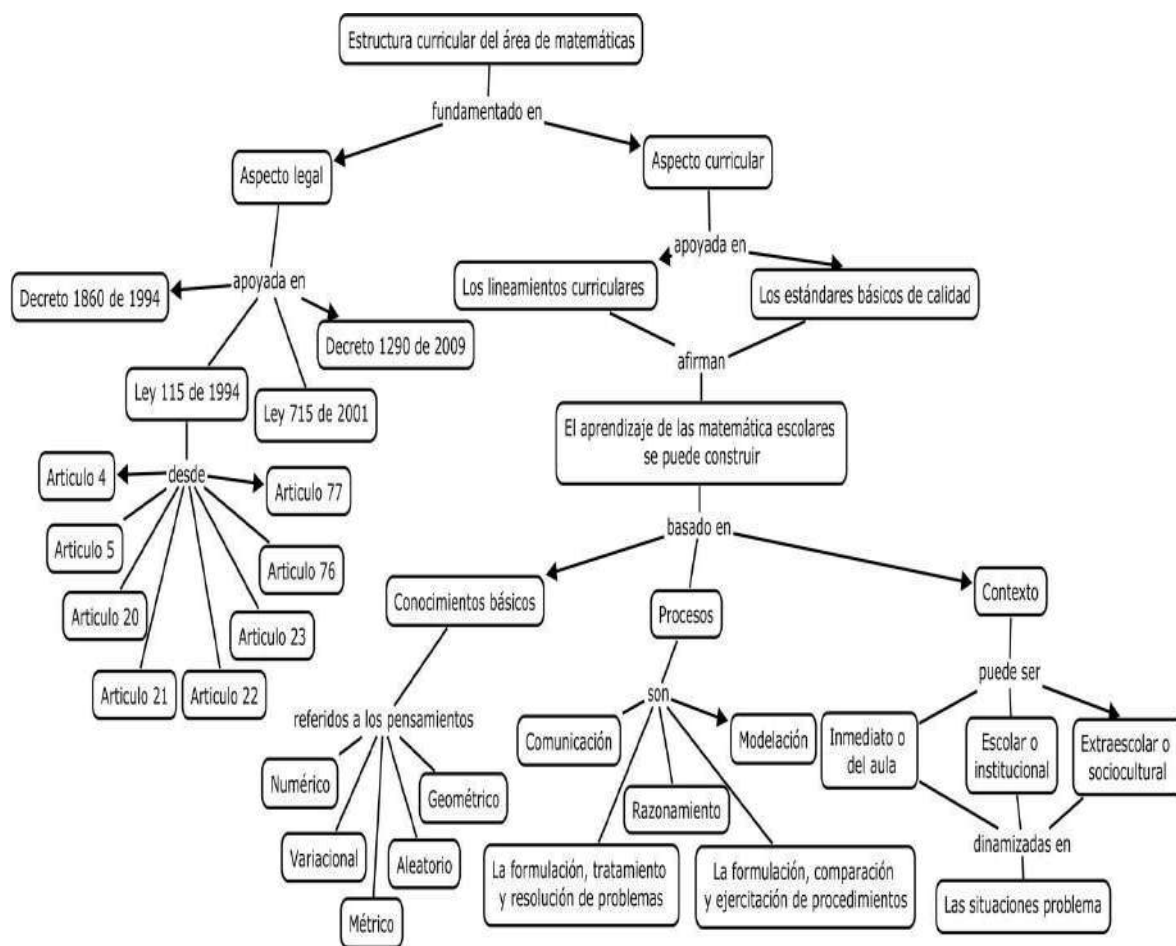 Estructura curricular del área de matemáticas
fundamentado en
Aspecto legal
Aspecto curricular
apoyada en
Decreto 1860 de 1994
Decreto 1290 de 2009
Ley 115 de 1994
Ley 715 de 2001
desde
Articulo 4
Articulo 77
Articulo 5
Articulo 76
Articulo 20
Articulo 23
Articulo 21
Articulo 22
apoyada en
Los lineamientos curriculares
Los estándares básicos de calidad
afirman
El aprendizaje de las matemática escolares
se puede construir
basado en
Conocimientos básicos
Procesos
Contexto
referidos a los pensamientos
Numérico
Geométrico
Variacional
Aleatorio
Métrico
son
Comunicación
Modelación
Razonamiento
La formulación, tratamiento
y resolución de problemas
La formulación, comparación
y ejercitación de procedimientos
puede ser
Inmediato o
del aula
Escolar o
institucional
Extraescolar o
sociocultural
dinamizadas en
Las situaciones problema